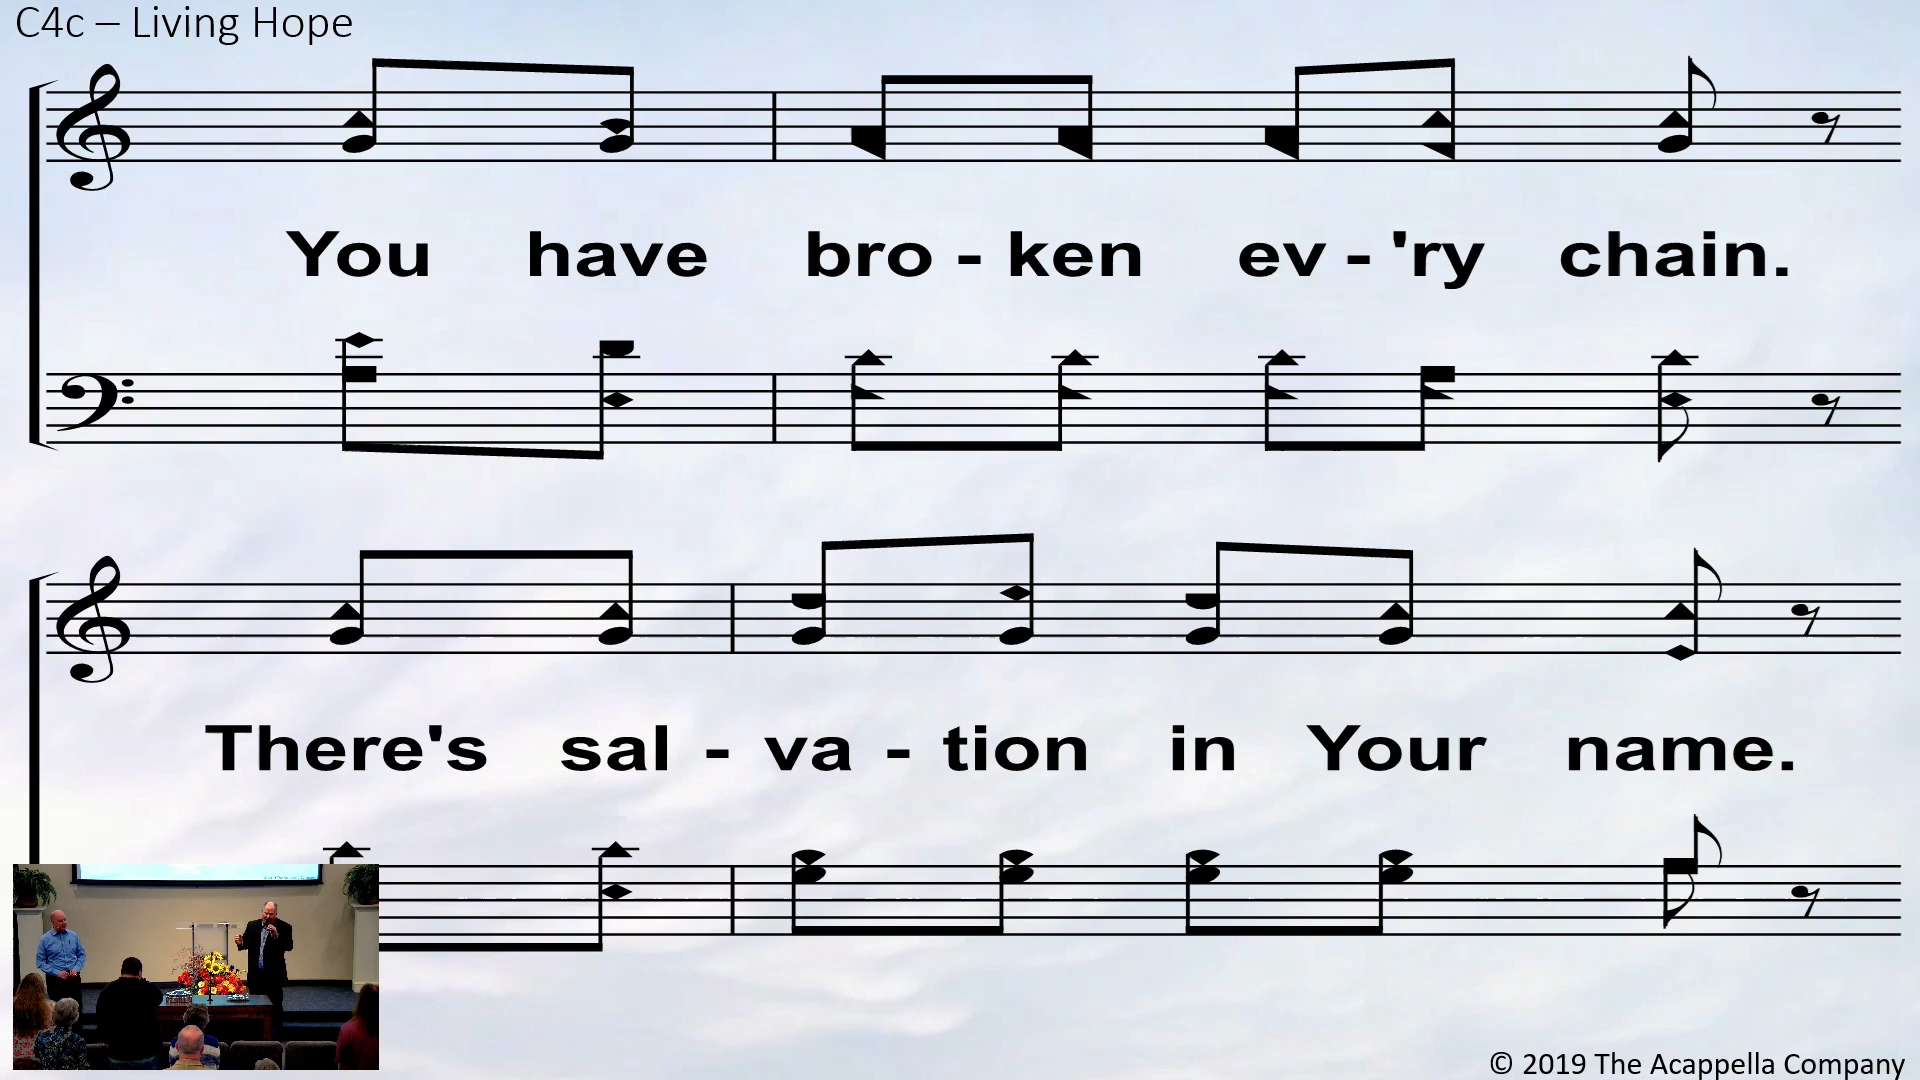 C4c – Living Hope
You have bro - ken ev - 'ry chain.
There's sal - va - tion in Your name.
© 2019 The Acappella Company